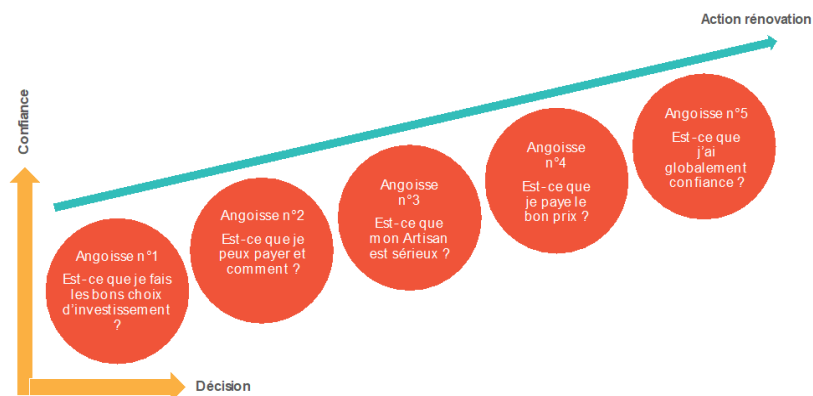 Action rénovation
Confiance
Angoisse n°1
Est-ce que je fais
les bons choix
d'investissement
?
Angoisse n°2
Est-ce que je
peux payer et
comment ?
Angoisse
n°3
Est-ce que
mon Artisan
est sérieux ?
Angoisse
n°4
Est-ce que
je paye le
bon prix ?
Angoisse n°5
Est-ce que
j'ai
globalement
confiance ?
Décision